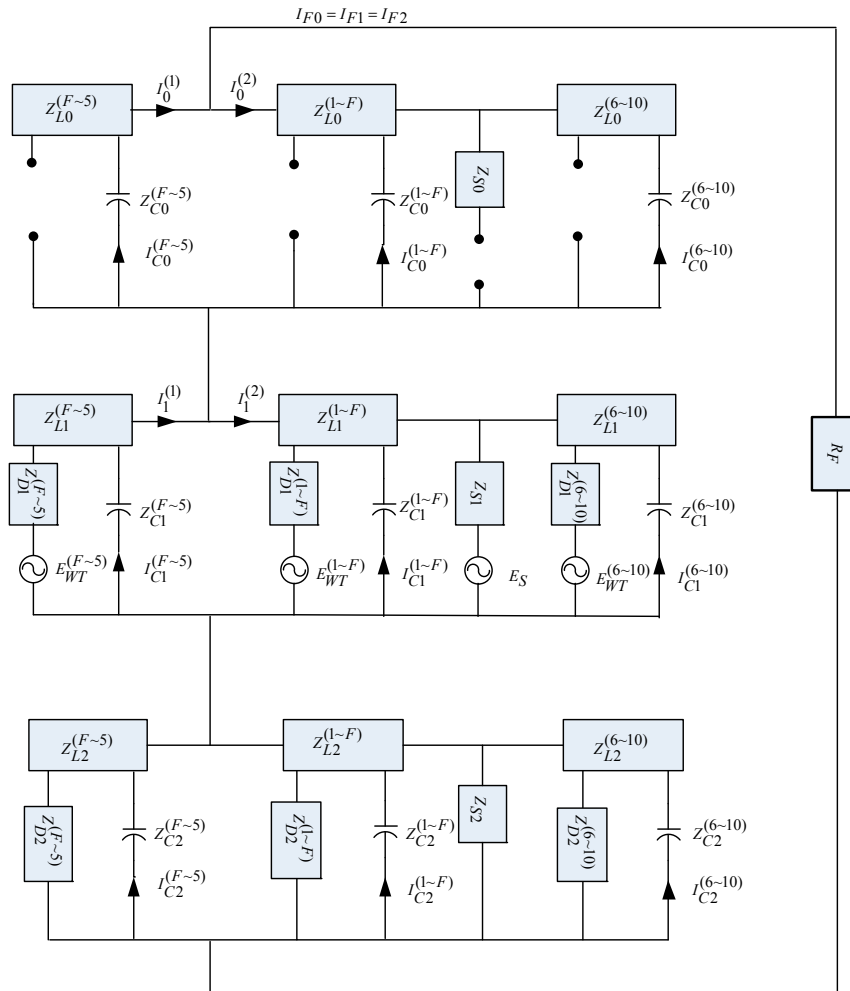 I_{F0} = I_{F1} = I_{F2}
I_0^{(1)} I_0^{(2)}
Z_{L0}^{(F~5)} Z_{L0}^{(1~F)} Z_{L0}^{(6~10)}
Z_{S0}
Z_{C0}^{(F~5)} Z_{C0}^{(1~F)} Z_{C0}^{(6~10)}
I_{C0}^{(F~5)} I_{C0}^{(1~F)} I_{C0}^{(6~10)}
I_1^{(1)} I_1^{(2)}
Z_{L1}^{(F~5)} Z_{L1}^{(1~F)} Z_{L1}^{(6~10)}
R_F
Z_{D1}^{(F~5)} Z_{C1}^{(F~5)} Z_{D1}^{(1~F)} Z_{C1}^{(1~F)} Z_{S1} Z_{D1}^{(6~10)} Z_{C1}^{(6~10)}
E_{WT}^{(F~5)} I_{C1}^{(F~5)} E_{WT}^{(1~F)} I_{C1}^{(1~F)} E_S E_{WT}^{(6~10)} I_{C1}^{(6~10)}
Z_{L2}^{(F~5)} Z_{L2}^{(1~F)} Z_{L2}^{(6~10)}
Z_{D2}^{(F~5)} Z_{C2}^{(F~5)} Z_{D2}^{(1~F)} Z_{C2}^{(1~F)} Z_{S2} Z_{D2}^{(6~10)} Z_{C2}^{(6~10)}
I_{C2}^{(F~5)} I_{C2}^{(1~F)} I_{C2}^{(6~10)}